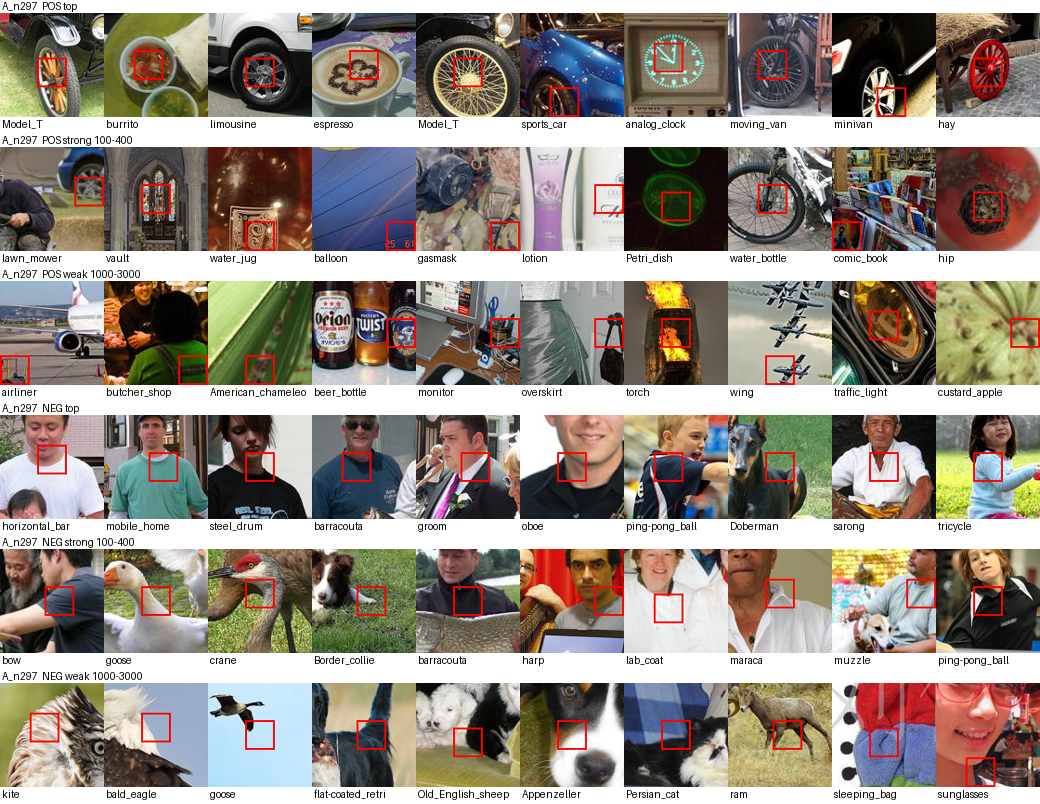 A_n297 POS top
Model_T burrito limousine espresso Model_T sports_car analog_clock moving_van minivan hay
A_n297 POS strong 100-400
lawn_mower vault water_jug balloon gasmask lotion Petri_dish water_bottle comic_book hip
A_n297 POS weak 1000-3000
Orion
TWIST
airliner butcher_shop American_chameleo beer_bottle monitor overskirt torch wing traffic_light custard_apple
A_n297 NEG top
horizontal_bar mobile_home steel_drum barracouta groom oboe ping-pong_ball Doberman sarong tricycle
A_n297 NEG strong 100-400
bow goose crane Border_collie barracouta harp lab_coat maraca muzzle ping-pong_ball
A_n297 NEG weak 1000-3000
kite bald_eagle goose flat-coated_retri Old_English_sheep Appenzeller Persian_cat ram sleeping_bag sunglasses